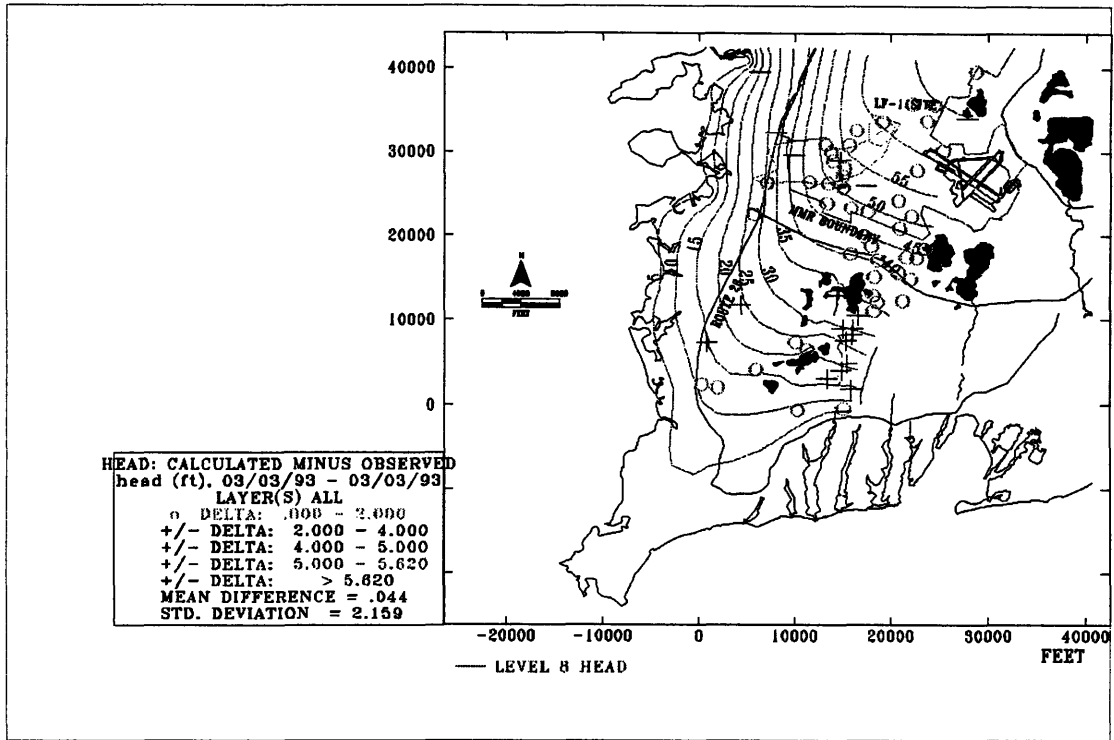 40000
30000
20000
10000
0
LF-1
55
50
MMR BOUNDARY
45
40
35
30
25
20
15
10
5
ROUTE 28
N
0 4000 8000
FEET
HEAD: CALCULATED MINUS OBSERVED
head (ft). 03/03/93 - 03/03/93
LAYER(S) ALL
o DELTA: .000 - 2.000
+/- DELTA: 2.000 - 4.000
+/- DELTA: 4.000 - 5.000
+/- DELTA: 5.000 - 5.620
+/- DELTA: > 5.620
MEAN DIFFERENCE = .044
STD. DEVIATION = 2.159
-20000 -10000 0 10000 20000 30000 40000
FEET
LEVEL 8 HEAD